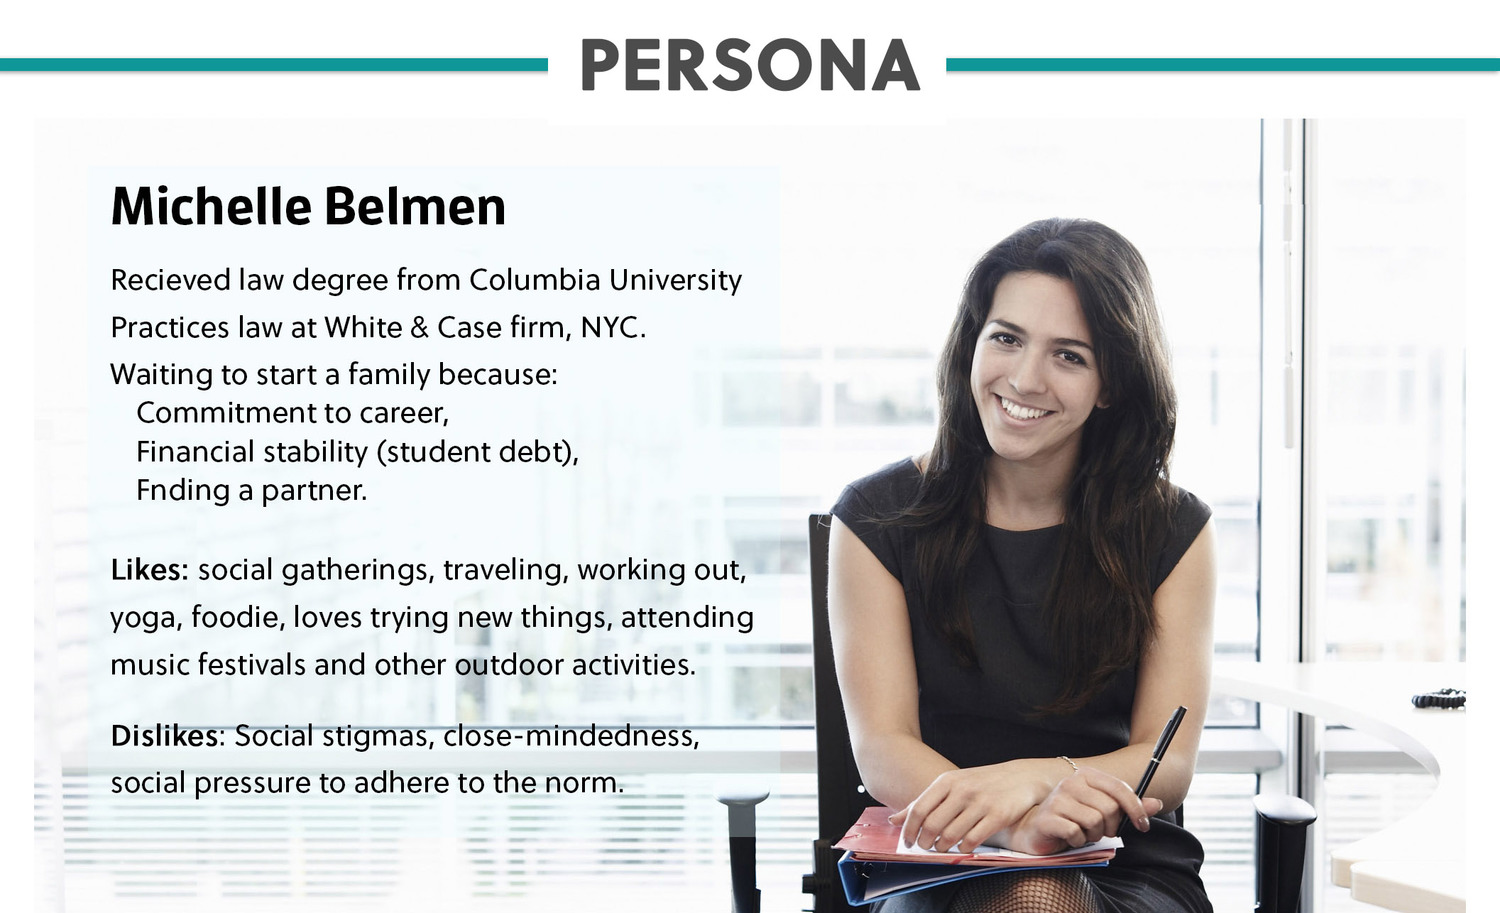 PERSONA
Michelle Belmen
Recieved law degree from Columbia University
Practices law at White & Case firm, NYC.
Waiting to start a family because:
Commitment to career,
Financial stability (student debt),
Fnding a partner.
Likes: social gatherings, traveling, working out,
yoga, foodie, loves trying new things, attending
music festivals and other outdoor activities.
Dislikes: Social stigmas, close-mindedness,
social pressure to adhere to the norm.